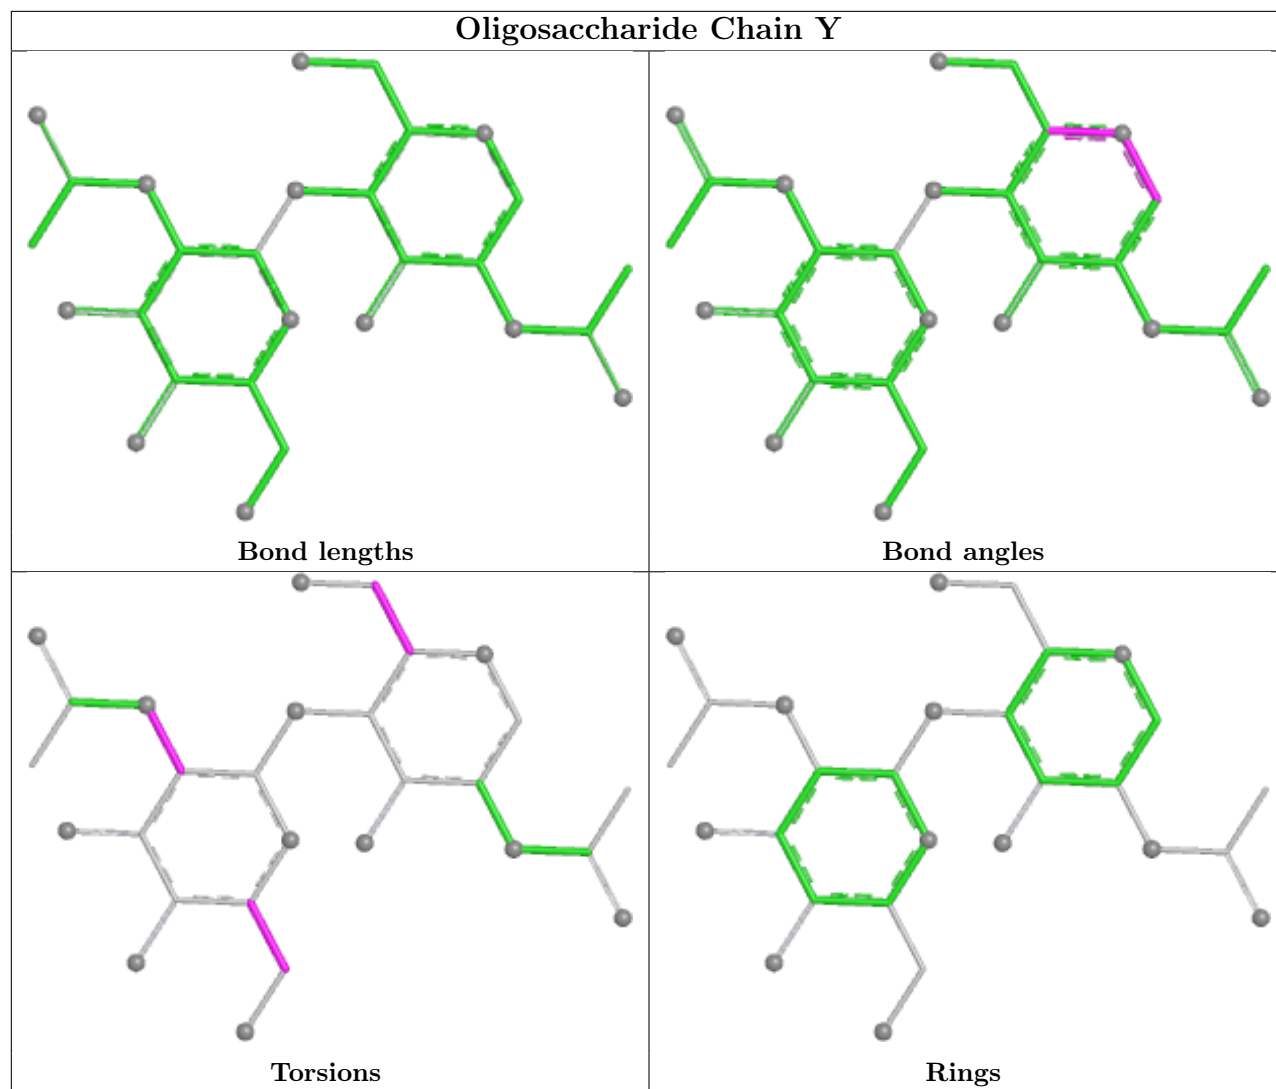 Oligosaccharide Chain Y
Bond lengths
Bond angles
Torsions
Rings